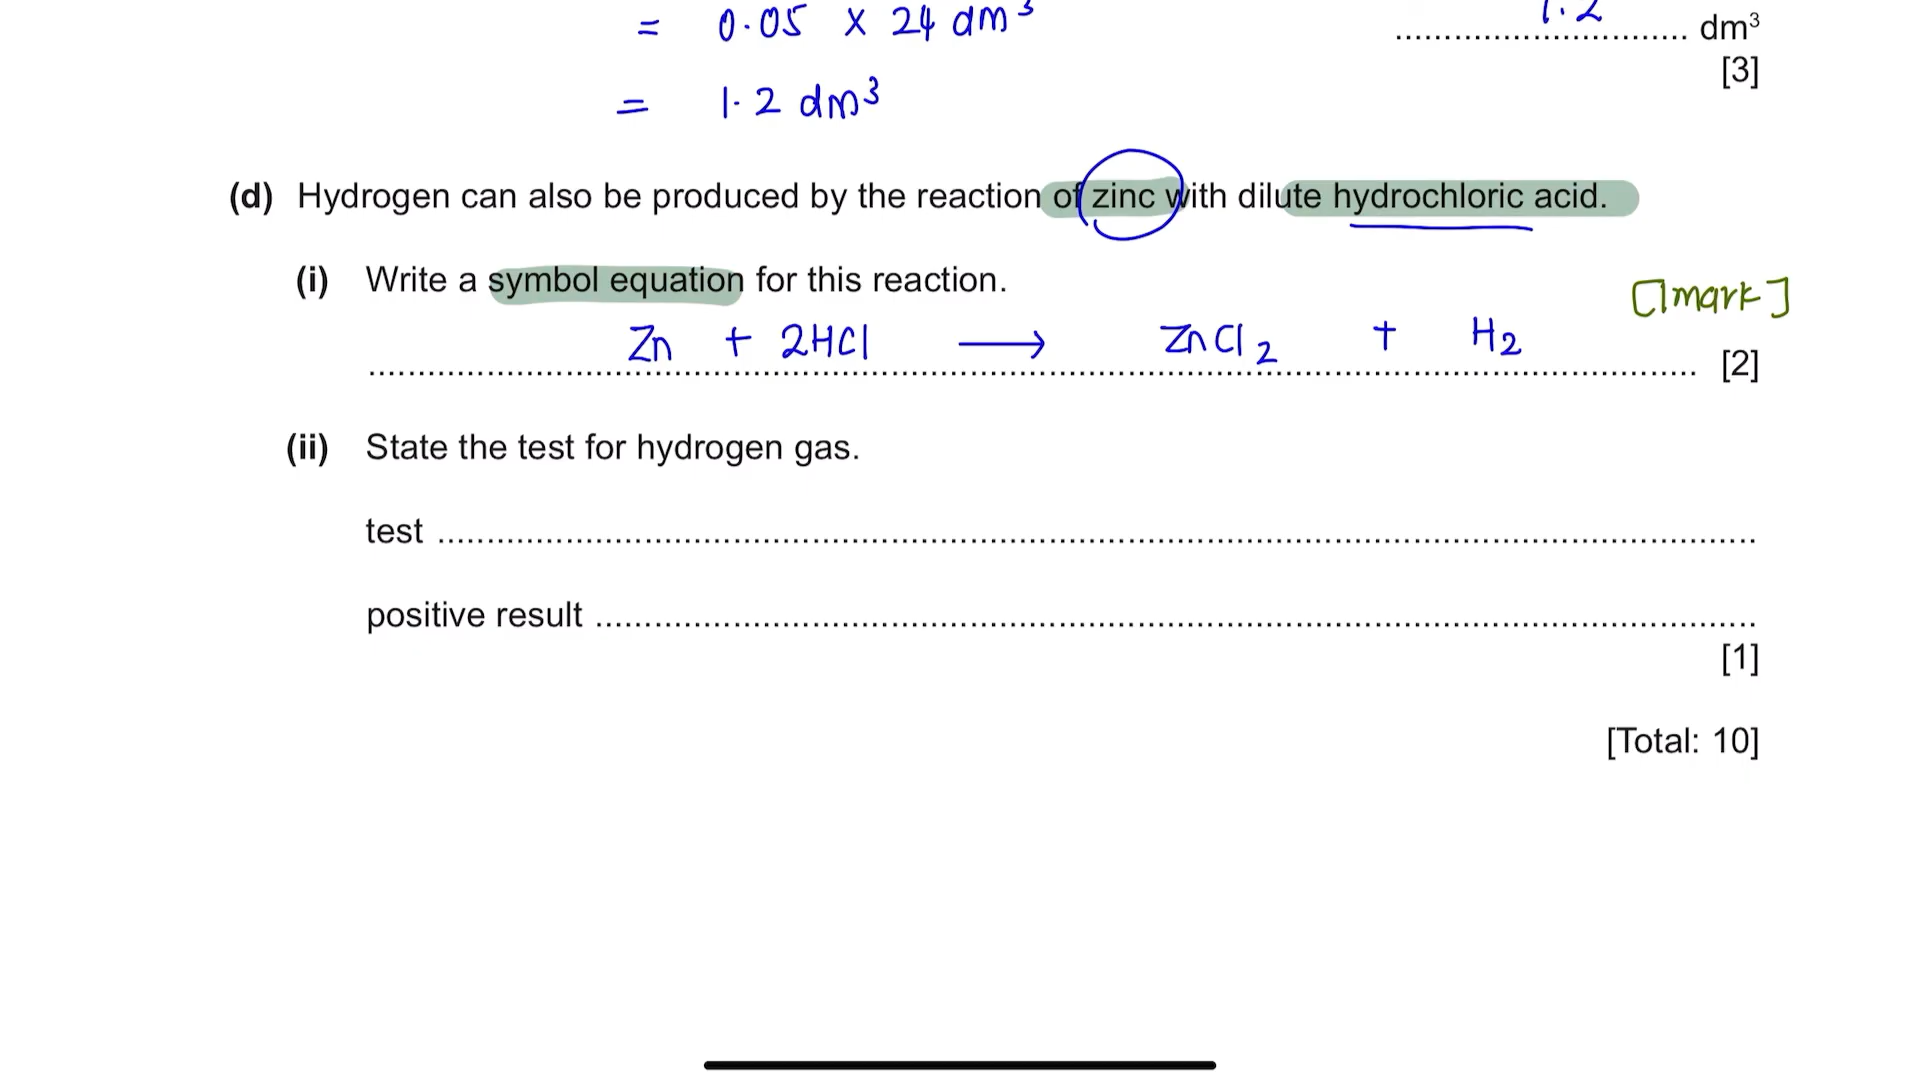 = 0.05 x 24 dm³ 1.2 dm³
[3]
= 1.2 dm³
(d) Hydrogen can also be produced by the reaction of zinc with dilute hydrochloric acid.
(i) Write a symbol equation for this reaction.
[1mark]
Zn + 2HCl ⟶ ZnCl₂ + H₂
[2]
(ii) State the test for hydrogen gas.
test
positive result
[1]
[Total: 10]